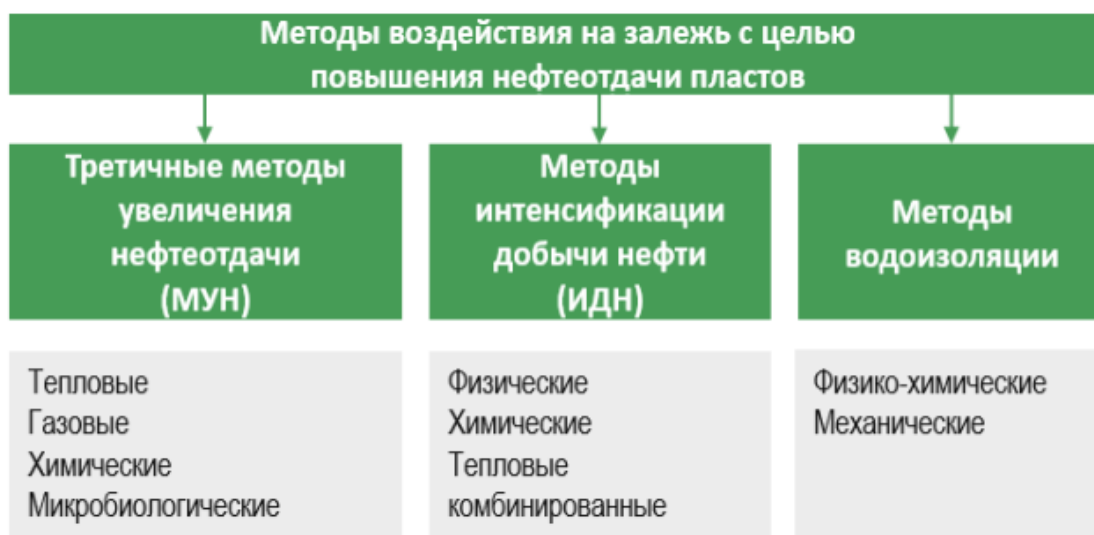 Методы воздействия на залежь с целью
повышения нефтеотдачи пластов
Третичные методы
увеличения
нефтеотдачи
(МУН)
Методы
интенсификации
добычи нефти
(ИДН)
Методы
водоизоляции
Тепловые
Газовые
Химические
Микробиологические
Физические
Химические
Тепловые
комбинированные
Физико-химические
Механические